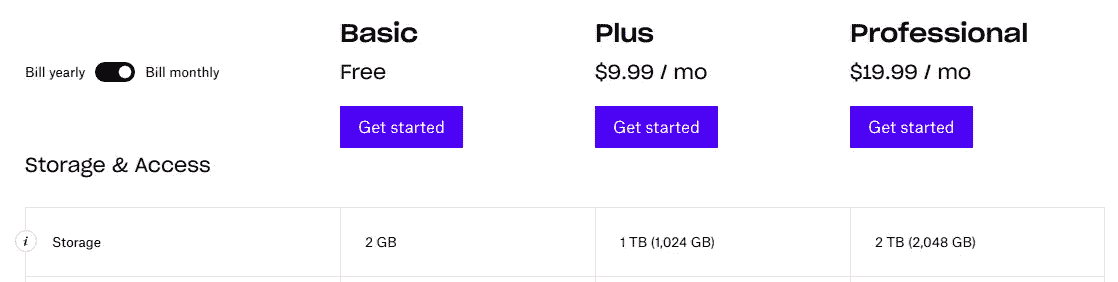 Basic Plus Professional
Bill yearly Bill monthly Free $9.99 / mo $19.99 / mo
Get started Get started Get started
Storage & Access
i Storage 2 GB 1 TB (1,024 GB) 2 TB (2,048 GB)